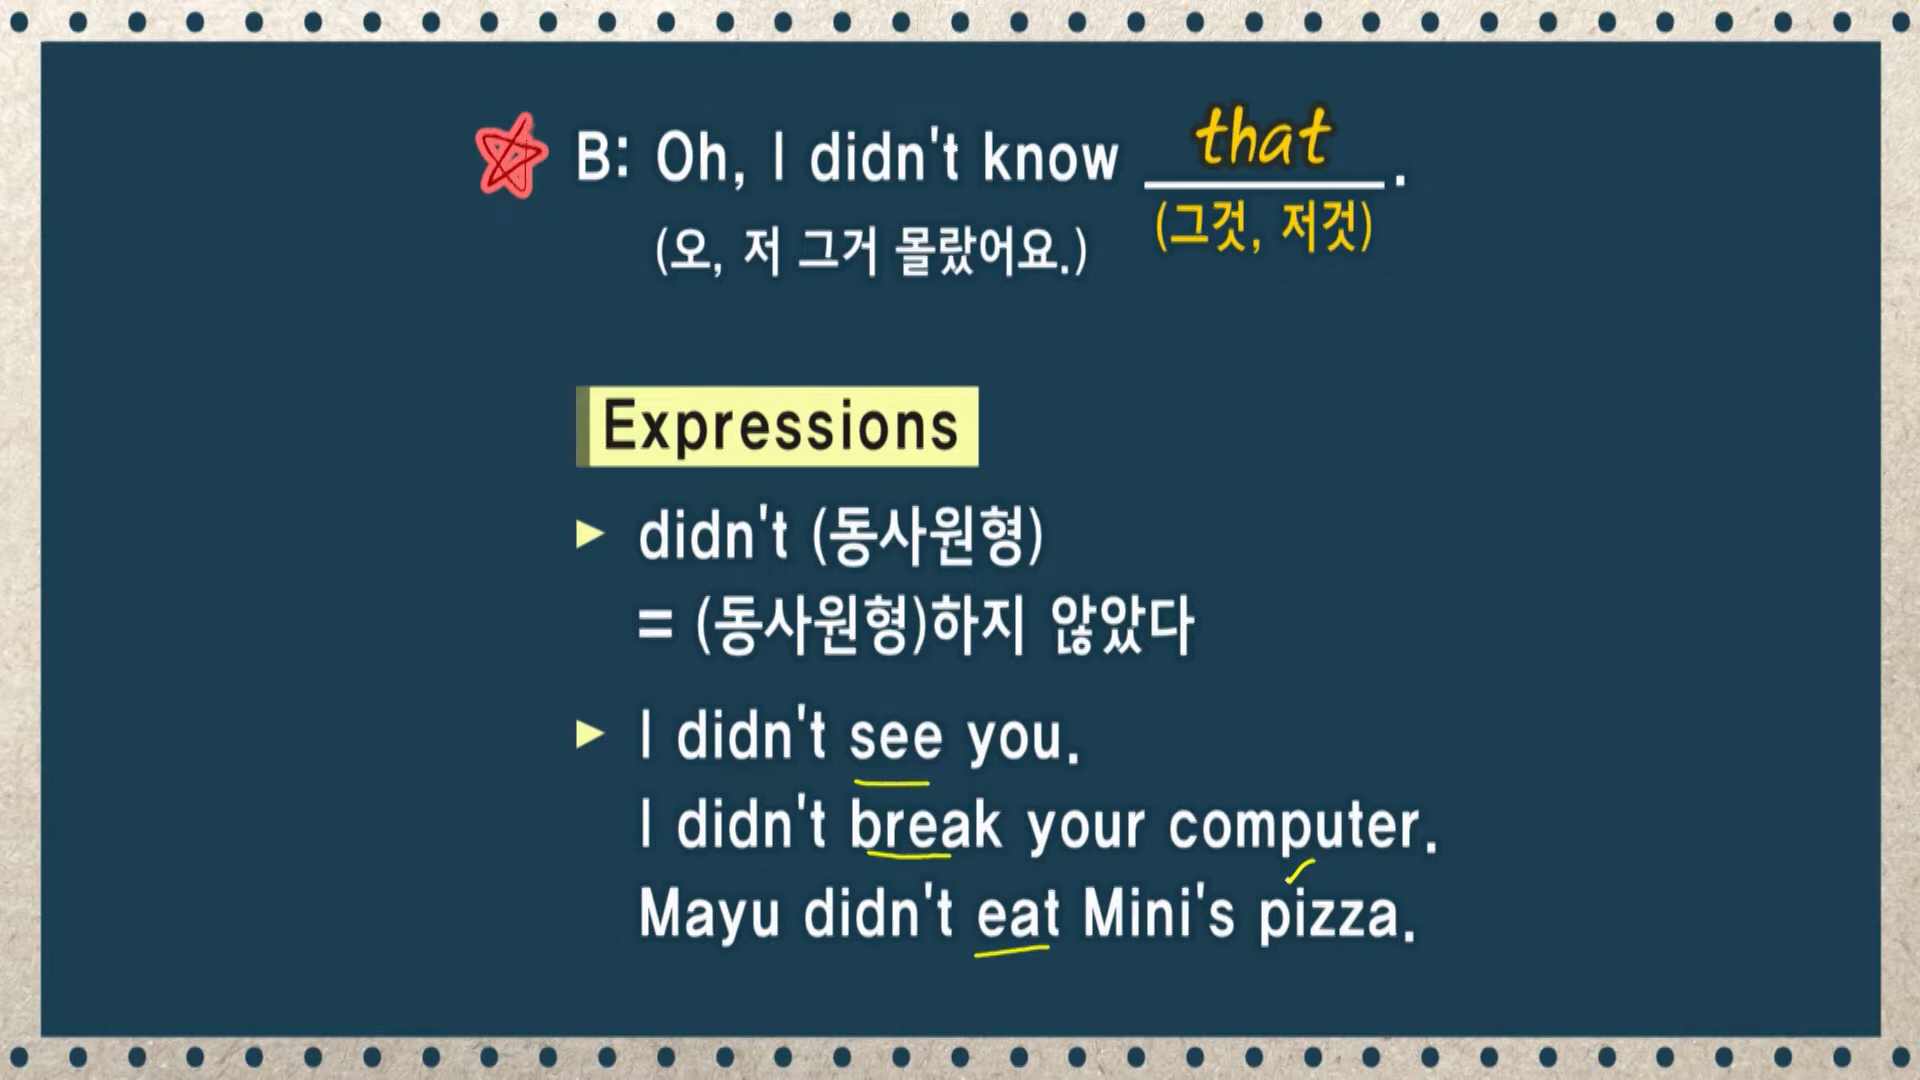 B: Oh, I didn't know that.
(그것, 저것)
(오, 저 그거 몰랐어요.)
Expressions
▶ didn't (동사원형)
= (동사원형)하지 않았다
▶ I didn't see you.
I didn't break your computer.
Mayu didn't eat Mini's pizza.